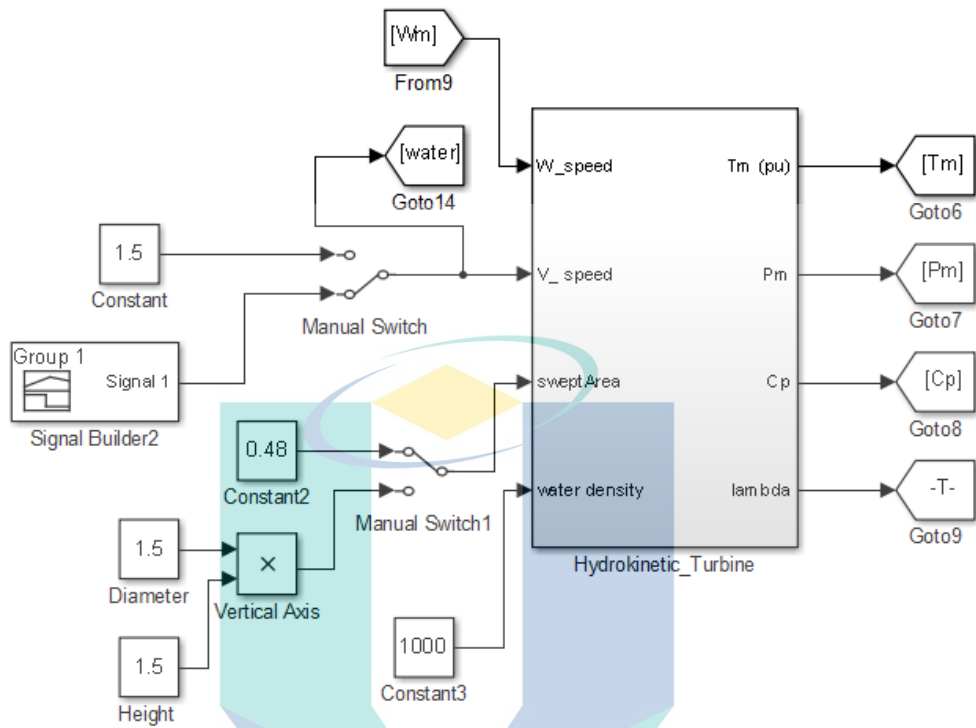 [Wm]
From9
[water]
Goto14
W_speed
Tm (pu)
[Tm]
Goto6
1.5
Constant
V_ speed
Pm
[Pm]
Goto7
Manual Switch
Group 1
Signal 1
Signal Builder2
sweptArea
Cp
[Cp]
Goto8
0.48
Constant2
Manual Switch1
water density
lambda
-T-
Goto9
Hydrokinetic_Turbine
1.5
Diameter
×
Vertical Axis
1.5
Height
1000
Constant3